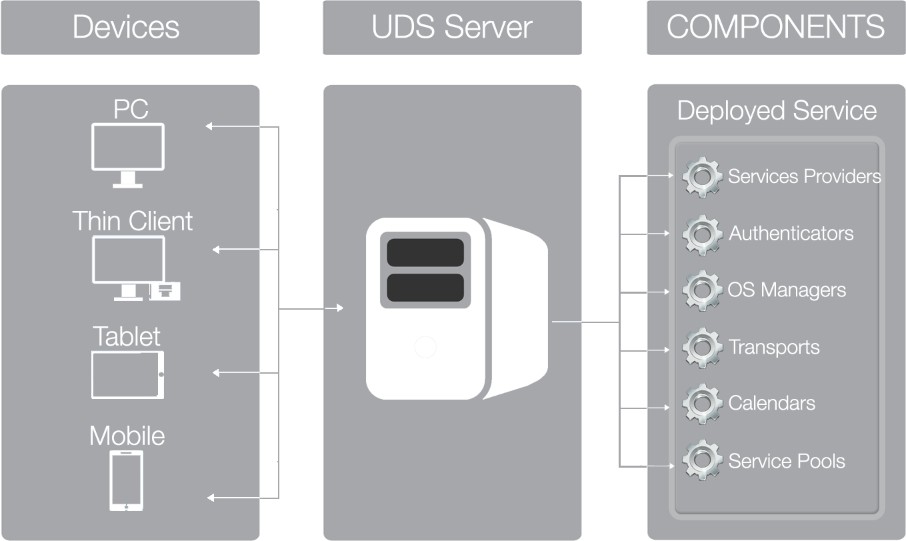 Devices
UDS Server
COMPONENTS
PC
Thin Client
Tablet
Mobile
Deployed Service
Services Providers
Authenticators
OS Managers
Transports
Calendars
Service Pools